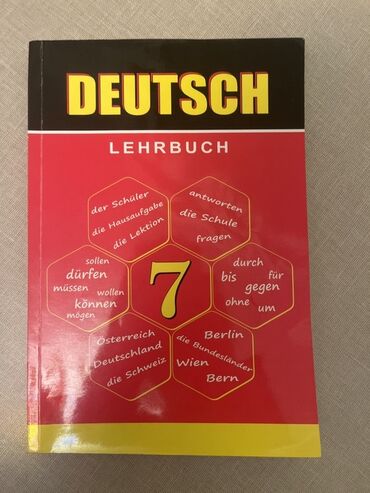 DEUTSCH
LEHRBUCH
der Schüler
die Hausaufgabe
die Lektion
antworten
die Schule
fragen
sollen
dürfen
müssen
wollen
können
mögen
7
durch
bis für
gegen
ohne um
Österreich
Deutschland
die Schweiz
Berlin
die Bundesländer
Wien
Bern